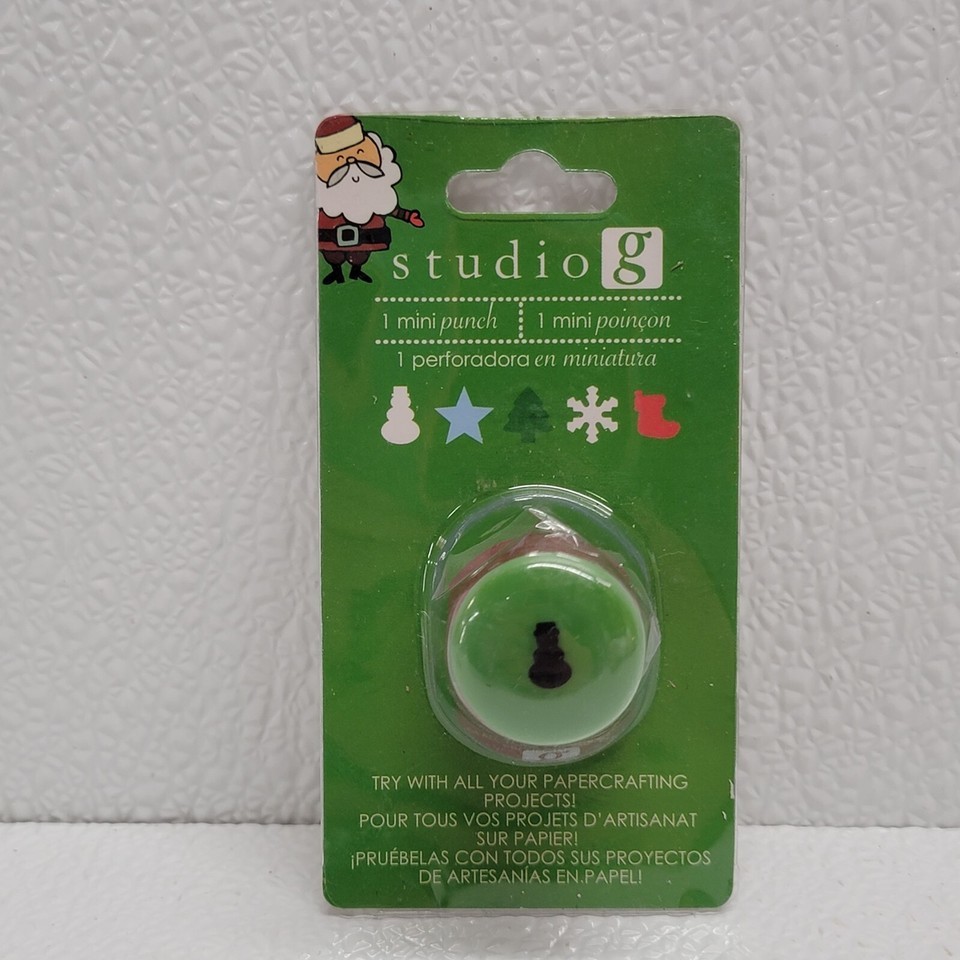 studio g
1 mini punch 1 mini poinçon
1 perforadora en miniatura
TRY WITH ALL YOUR PAPERCRAFTING
PROJECTS!
POUR TOUS VOS PROJETS D'ARTISANAT
SUR PAPIER!
¡PRUÉBELAS CON TODOS SUS PROYECTOS
DE ARTESANÍAS EN PAPEL!